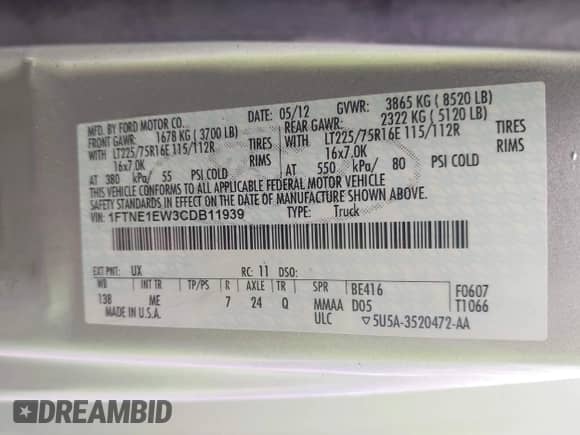 MFD. BY FORD MOTOR CO. DATE: 05/12 GVWR: 3865 KG ( 8520 LB)
FRONT GAWR: 1678 KG ( 3700 LB) REAR GAWR: 2322 KG ( 5120 LB)
WITH LT225/75R16E 115/112R TIRES WITH LT225/75R16E 115/112R TIRES
16x7.0K RIMS 16x7.0K RIMS
AT 380 kPa/ 55 PSI COLD AT 550 kPa/ 80 PSI COLD
THIS VEHICLE CONFORMS TO ALL APPLICABLE FEDERAL MOTOR VEHICLE
SAFETY STANDARDS IN EFFECT ON THE DATE OF MANUFACTURE SHOWN ABOVE.
VIN: 1FTNE1EW3CDB11939 TYPE: Truck
EXT PNT: UX RC: 11 DSO:
WB INT TR TP/PS R AXLE TR SPR BE416 F0607
138 ME 7 24 Q MMAA D05 T1066
MADE IN U.S.A. ULC ▽5U5A-3520472-AA
DREAMBID